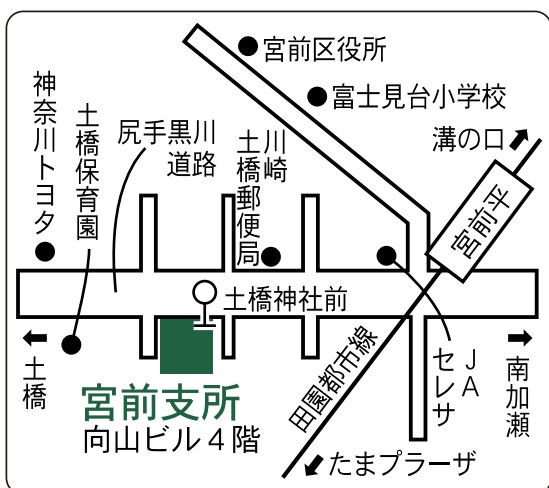 宮前区役所
富士見台小学校
溝の口
神奈川トヨタ
土橋保育園
尻手黒川
道路
川崎
土橋郵便局
宮前平
土橋神社前
土橋
宮前支所
向山ビル4階
田園都市線
JA
セレサ
南加瀬
たまプラーザ